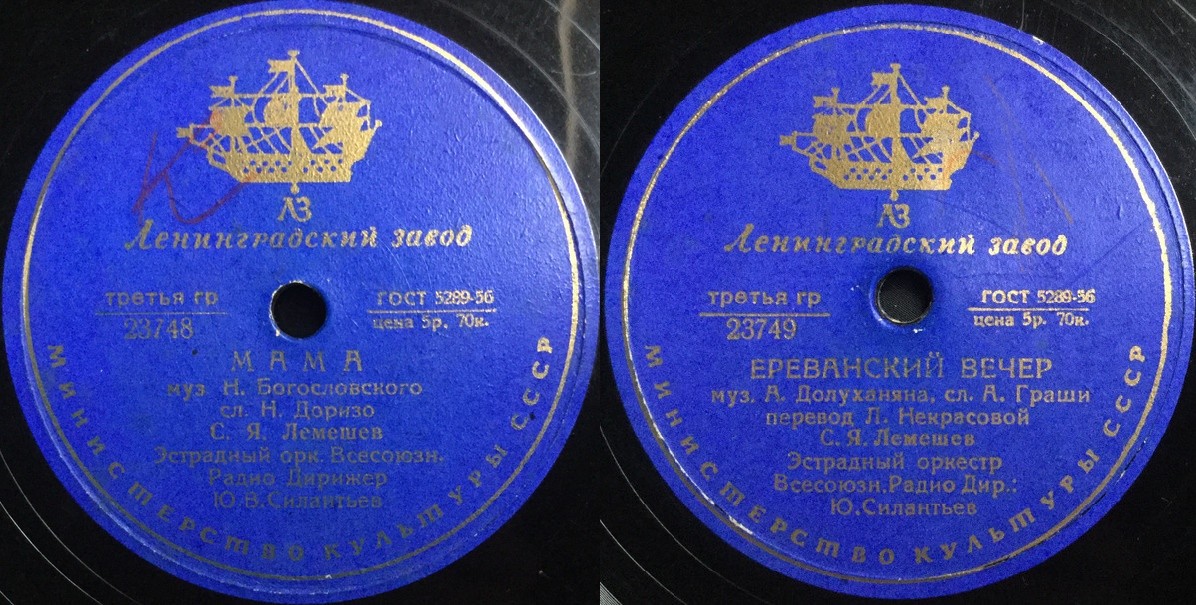 ЛЗ
Ленинградский завод
третья гр
23748
ГОСТ 5289-56
цена 5р. 70к.
МАМА
муз Н. Богословского
сл. Н. Доризо
С. Я. Лемешев
Эстрадный орк. Всесоюзн.
Радио Дирижер
Ю.В.Силантьев
МИНИСТЕРСТВО КУЛЬТУРЫ СССР
ЛЗ
Ленинградский завод
третья гр
23749
ГОСТ 5289-56
цена 5р. 70к.
ЕРЕВАНСКИЙ ВЕЧЕР
муз. А. Долуханяна, сл. А. Граши
перевод Л. Некрасовой
С. Я. Лемешев
Эстрадный оркестр
Всесоюзн.Радио Дир.:
Ю.Силантьев
МИНИСТЕРСТВО КУЛЬТУРЫ СССР